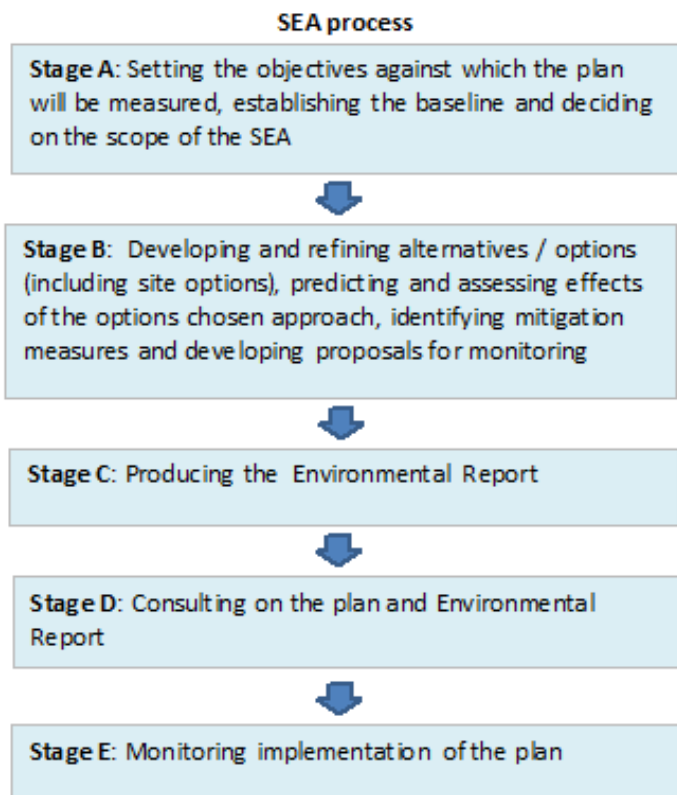 SEA process
Stage A: Setting the objectives against which the plan
will be measured, establishing the baseline and deciding
on the scope of the SEA
Stage B: Developing and refining alternatives / options
(including site options), predicting and assessing effects
of the options chosen approach, identifying mitigation
measures and developing proposals for monitoring
Stage C: Producing the Environmental Report
Stage D: Consulting on the plan and Environmental
Report
Stage E: Monitoring implementation of the plan